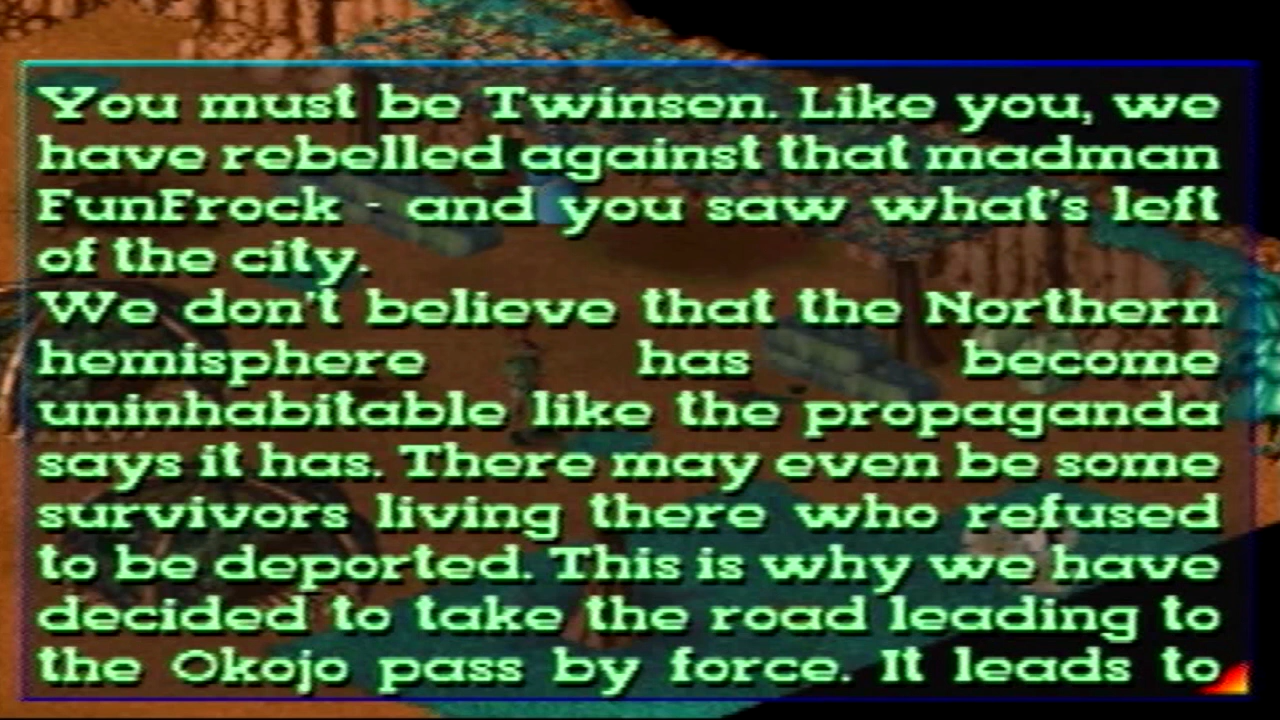 You must be Twinsen. Like you, we
have rebelled against that madman
FunFrock - and you saw what's left
of the city.
We don't believe that the Northern
hemisphere has become
uninhabitable like the propaganda
says it has. There may even be some
survivors living there who refused
to be deported. This is why we have
decided to take the road leading to
the Okojo pass by force. It leads to